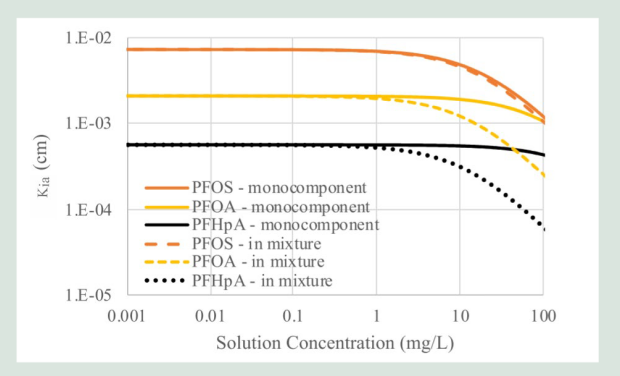 1.E-02
1.E-03
1.E-04
1.E-05
Kia (cm)
PFOS - monocomponent
PFOA - monocomponent
PFHpA - monocomponent
PFOS - in mixture
PFOA - in mixture
PFHpA - in mixture
0.001 0.01 0.1 1 10 100
Solution Concentration (mg/L)